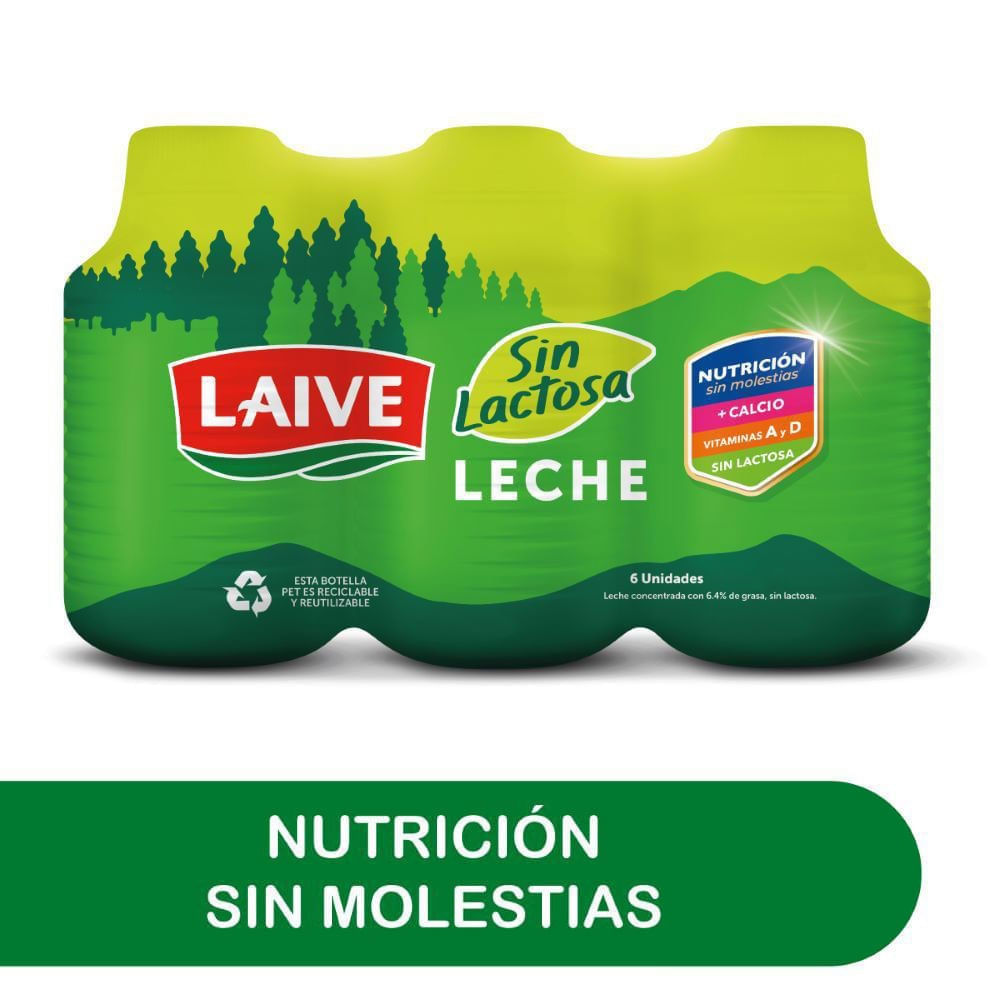 LAIVE
Sin
Lactosa
LECHE
NUTRICIÓN
sin molestias
+ CALCIO
VITAMINAS A y D
SIN LACTOSA
ESTA BOTELLA
PET ES RECICLABLE
Y REUTILIZABLE
6 Unidades
Leche concentrada con 6.4% de grasa, sin lactosa.
NUTRICIÓN
SIN MOLESTIAS